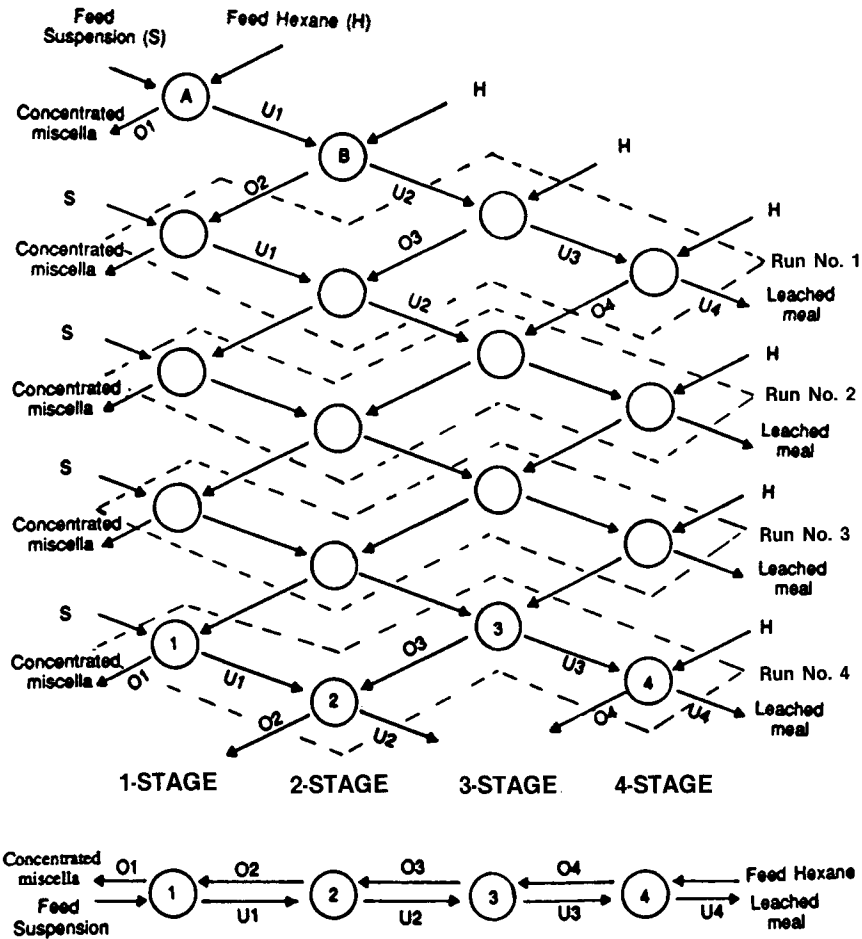 Feed
Suspension (S)
Feed Hexane (H)
A
Concentrated
miscella
O1
U1
H
B
O2
U2
H
S
Concentrated
miscella
U1
O3
U3
H
Run No. 1
Leached
meal
U2
O4
U4
S
Concentrated
miscella
H
Run No. 2
Leached
meal
S
Concentrated
miscella
H
Run No. 3
Leached
meal
S
1
Concentrated
miscella
O1
U1
2
O2
U2
O3
3
U3
H
4
Run No. 4
O4
U4
Leached
meal
1-STAGE 2-STAGE 3-STAGE 4-STAGE
Concentrated
miscella
O1 O2 O3 O4
Feed Hexane
1 2 3 4
Feed
Suspension
U1 U2 U3 U4
Leached
meal